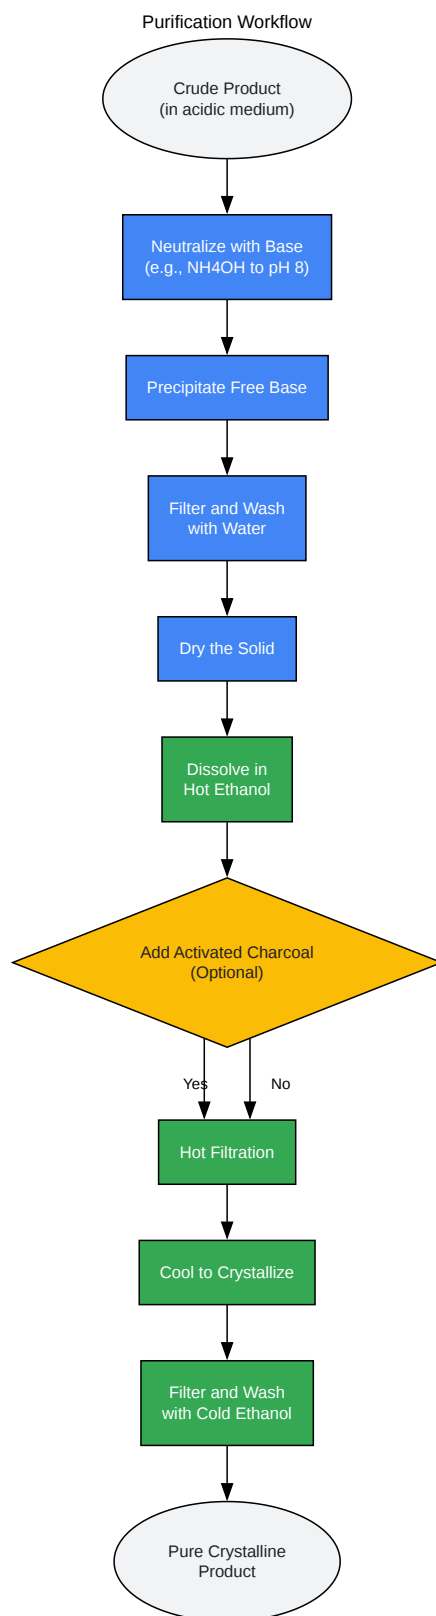 Purification Workflow
Crude Product
(in acidic medium)
Neutralize with Base
(e.g., NH4OH to pH 8)
Precipitate Free Base
Filter and Wash
with Water
Dry the Solid
Dissolve in
Hot Ethanol
Add Activated Charcoal
(Optional)
Yes
No
Hot Filtration
Cool to Crystallize
Filter and Wash
with Cold Ethanol
Pure Crystalline
Product